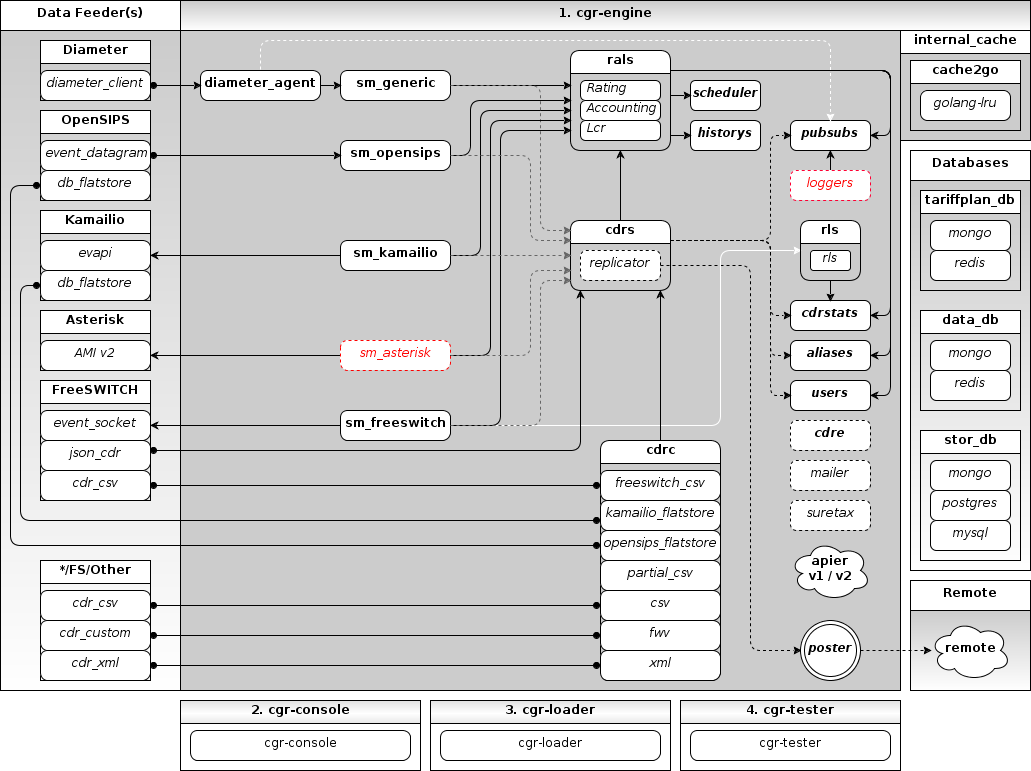 Data Feeder(s)
1. cgr-engine
Diameter
diameter_client
OpenSIPS
event_datagram
db_flatstore
Kamailio
evapi
db_flatstore
Asterisk
AMI v2
FreeSWITCH
event_socket
json_cdr
cdr_csv
*/FS/Other
cdr_csv
cdr_custom
cdr_xml
diameter_agent
sm_generic
sm_opensips
sm_kamailio
sm_asterisk
sm_freeswitch
rals
Rating
Accounting
Lcr
cdrs
replicator
cdrc
freeswitch_csv
kamailio_flatstore
opensips_flatstore
partial_csv
csv
fwv
xml
scheduler
historys
pubsubs
loggers
rls
rls
cdrstats
aliases
users
cdre
mailer
suretax
apier
v1 / v2
poster
internal_cache
cache2go
golang-lru
Databases
tariffplan_db
mongo
redis
data_db
mongo
redis
stor_db
mongo
postgres
mysql
Remote
remote
2. cgr-console
cgr-console
3. cgr-loader
cgr-loader
4. cgr-tester
cgr-tester